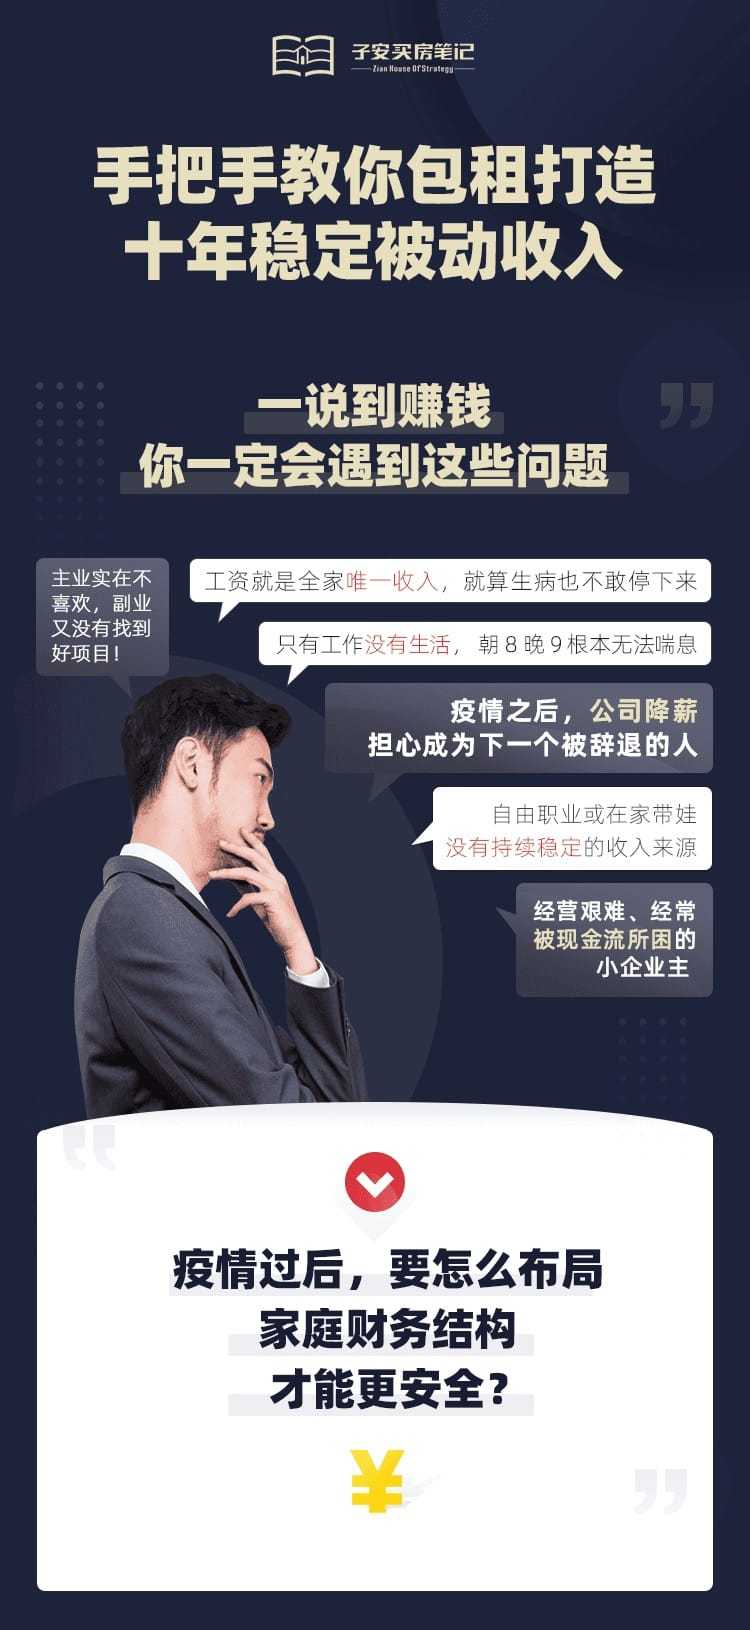 子安买房笔记
Zian House Of Strategy
手把手教你包租打造
十年稳定被动收入
一说到赚钱
你一定会遇到这些问题
主业实在不
喜欢，副业
又没有找到
好项目！
工资就是全家唯一收入，就算生病也不敢停下来
只有工作没有生活，朝8晚9根本无法喘息
疫情之后，公司降薪
担心成为下一个被辞退的人
自由职业或在家带娃
没有持续稳定的收入来源
经营艰难、经常
被现金流所困的
小企业主
疫情过后，要怎么布局
家庭财务结构
才能更安全？
¥